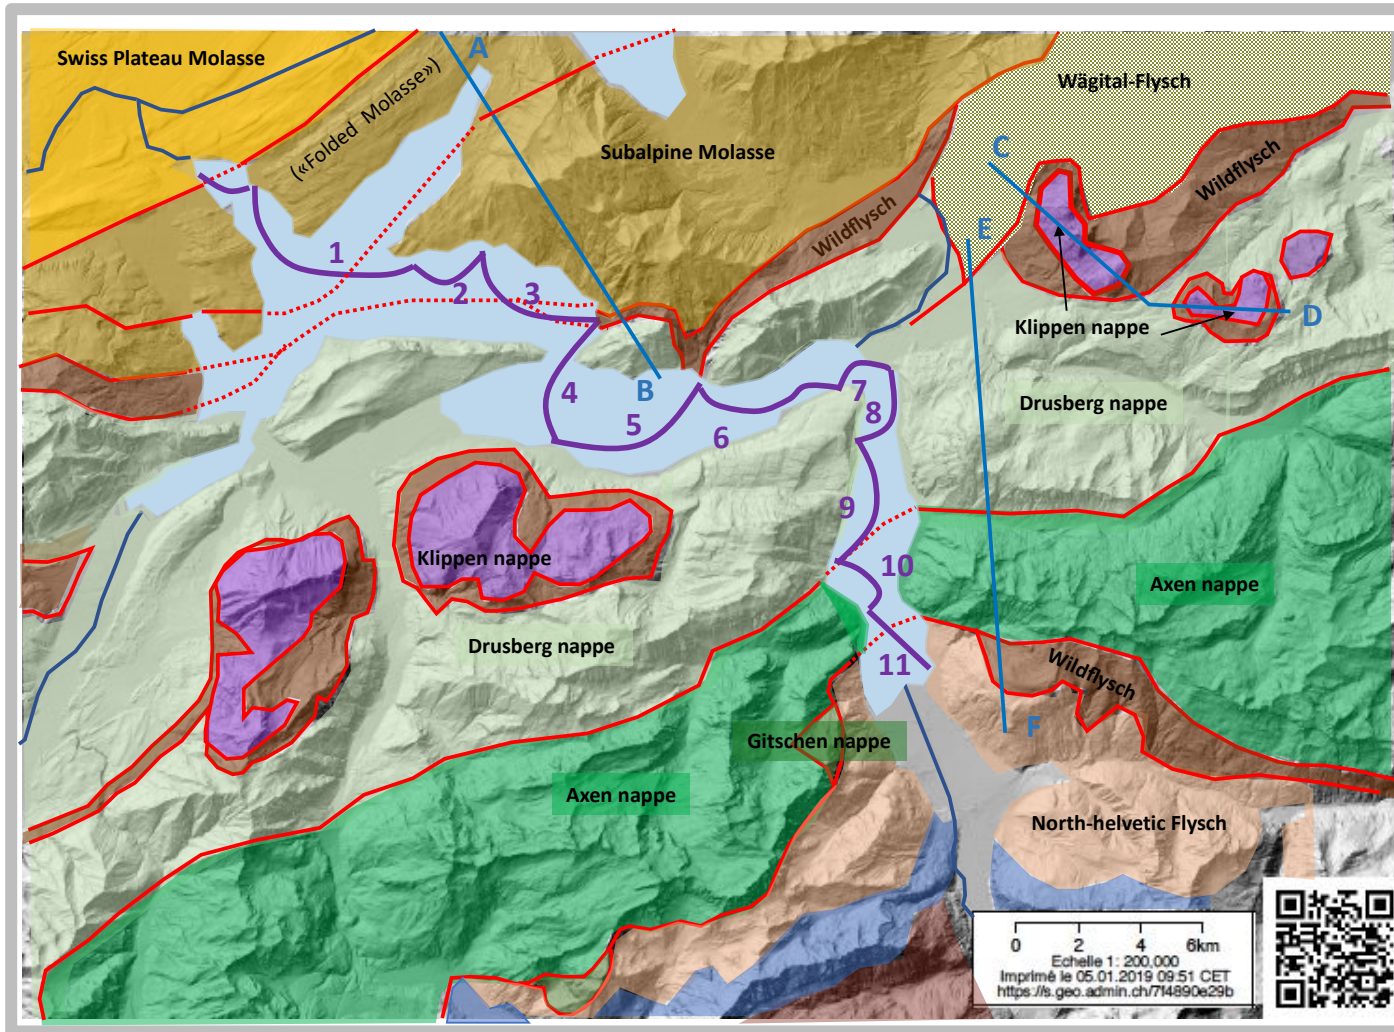 Swiss Plateau Molasse
A
(«Folded Molasse»)
Wägital-Flysch
Subalpine Molasse
C
Wildflysch
Wildflysch
E
1
2
3
Klippen nappe
D
4
B
5
6
7
8
Drusberg nappe
9
Klippen nappe
10
Axen nappe
Drusberg nappe
11
Wildflysch
Gitschen nappe
F
Axen nappe
North-helvetic Flysch
0 2 4 6km
Echelle 1: 200,000
Imprimé le 05.01.2019 09:51 CET
https://s.geo.admin.ch/7f4890e29b